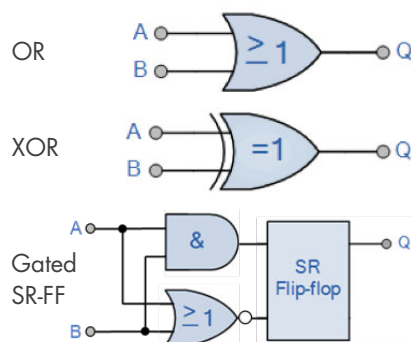 A
OR
≥ 1
Q
B
A
XOR
=1
Q
B
A
&
Q
Gated
SR-FF
SR
Flip-flop
≥ 1
B